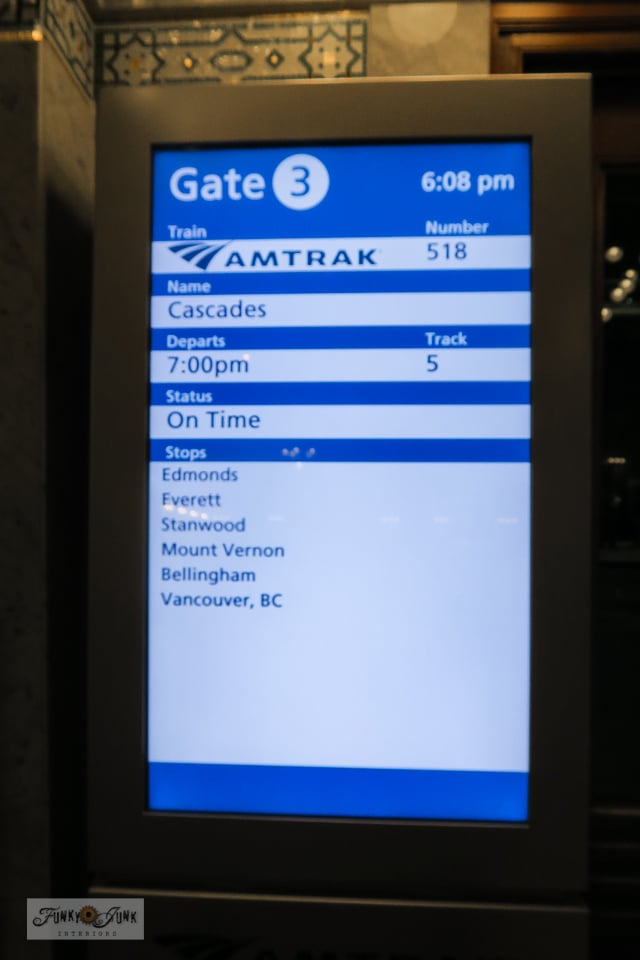 Gate 3 6:08 pm
Train Number
AMTRAK 518
Name
Cascades
Departs Track
7:00pm 5
Status
On Time
Stops
Edmonds
Everett
Stanwood
Mount Vernon
Bellingham
Vancouver, BC
FUNKY JUNK
INTERIORS